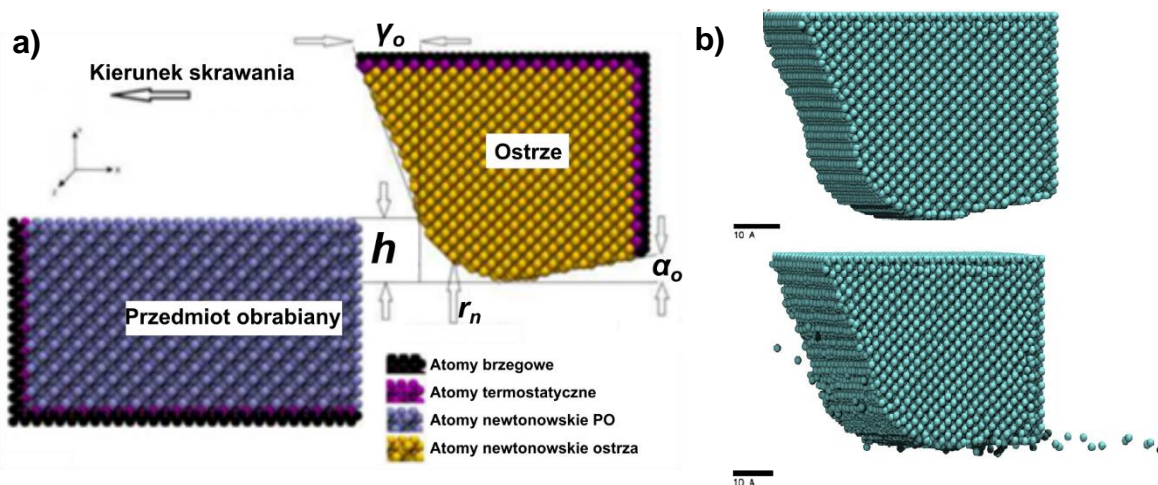 a)
γo
Kierunek skrawania
Ostrze
h
αo
Przedmiot obrabiany
rn
Atomy brzegowe
Atomy termostatyczne
Atomy newtonowskie PO
Atomy newtonowskie ostrza
b)
10 A
10 A